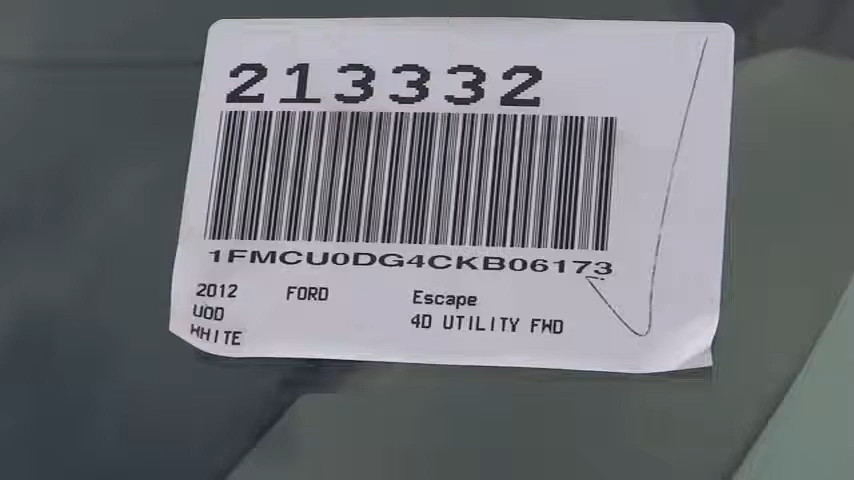 213332
1FMCU0DG4CKB06173
2012 FORD Escape
UOD 4D UTILITY FWD
WHITE